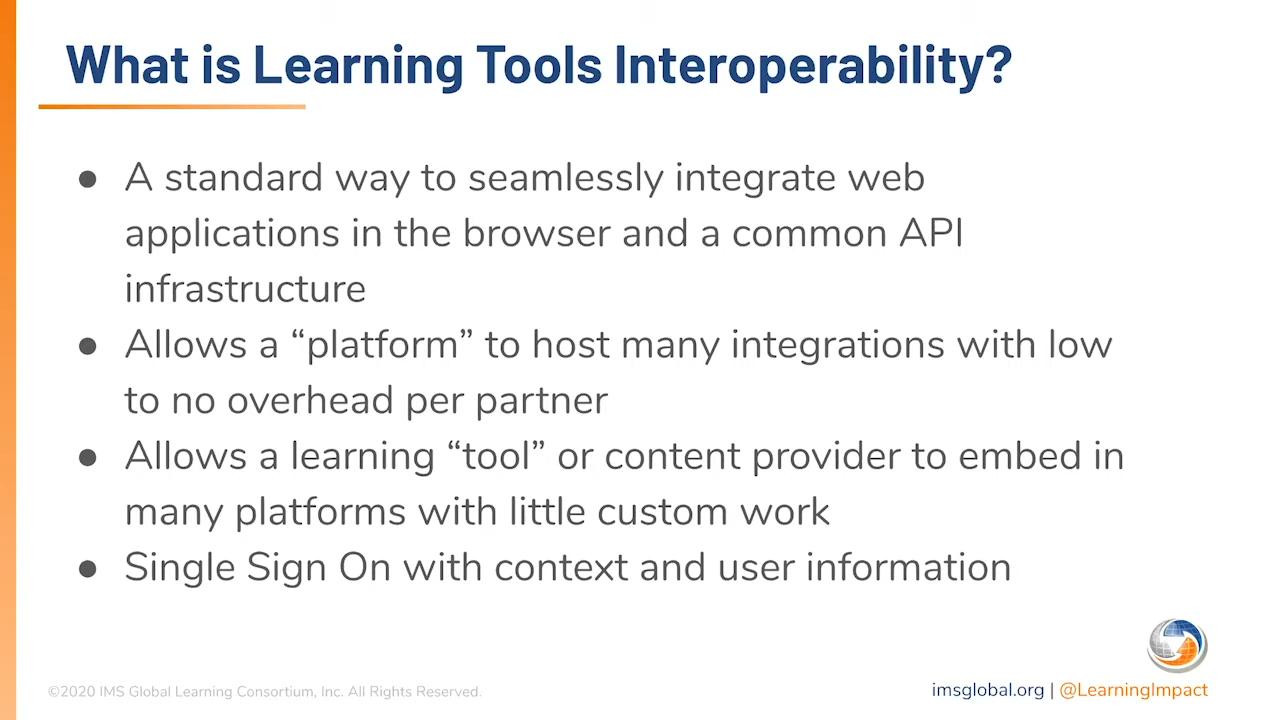 What is Learning Tools Interoperability?
● A standard way to seamlessly integrate web
applications in the browser and a common API
infrastructure
● Allows a “platform” to host many integrations with low
to no overhead per partner
● Allows a learning “tool” or content provider to embed in
many platforms with little custom work
● Single Sign On with context and user information
©2020 IMS Global Learning Consortium, Inc. All Rights Reserved.
imsglobal.org | @LearningImpact